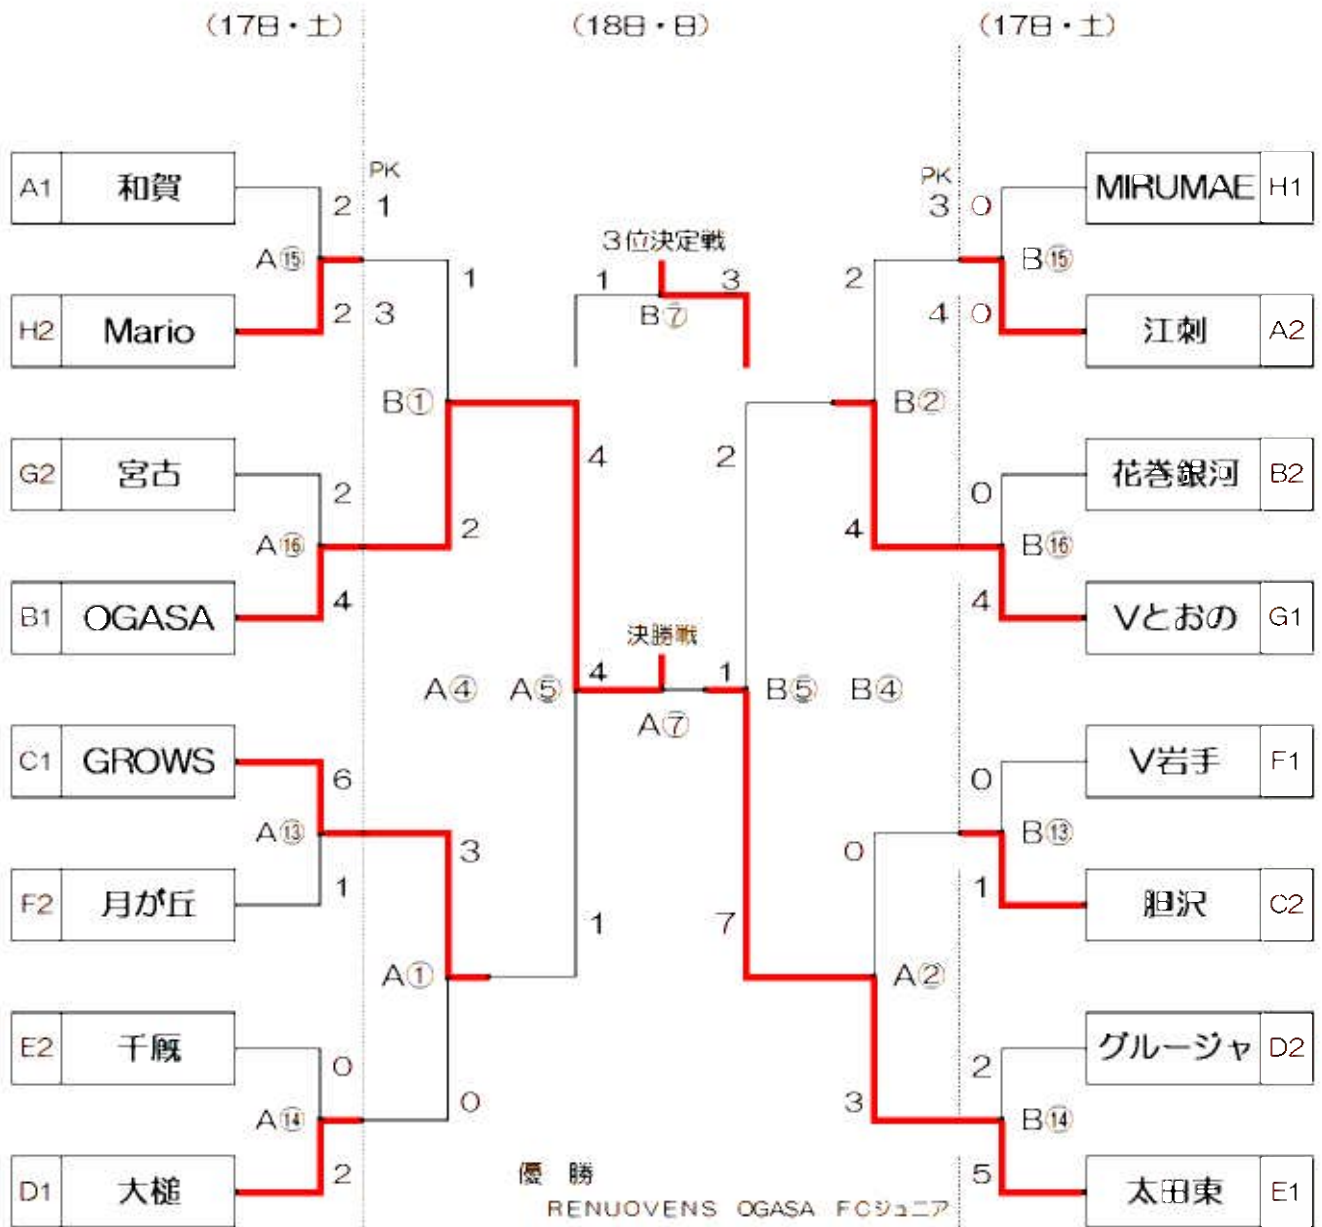 (17日・土) (18日・日) (17日・土)
PK PK
A1 和賀 2 1 3 0 MIRUMAE H1
3位決定戦
A⑮ 1 1 3 2 B⑮
H2 Mario 2 3 B⑦ 4 0 江刺 A2
B① B②
G2 宮古 2 4 2 0 花巻銀河 B2
A⑯ 2 4 B⑯
B1 OGASA 4 4 Vとおの G1
決勝戦
A④ A⑤ 4 1 B⑤ B④
A⑦
C1 GROWS 6 0 V岩手 F1
A⑬ 3 0 B⑬
F2 月が丘 1 1 7 1 胆沢 C2
A① A②
E2 千厩 0 2 グルージャ D2
A⑭ 0 3 B⑭
D1 大槌 2 5 太田東 E1
優 勝
RENUOVENS OGASA FCジュニア